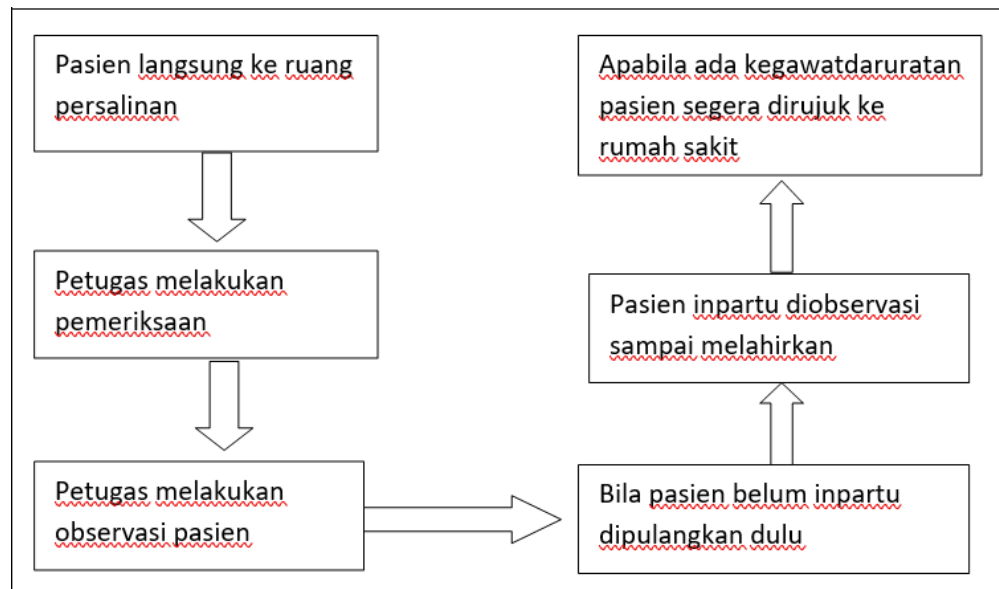 Pasien langsung ke ruang
persalinan
Petugas melakukan
pemeriksaan
Petugas melakukan
observasi pasien
Bila pasien belum inpartu
dipulangkan dulu
Pasien inpartu diobservasi
sampai melahirkan
Apabila ada kegawatdaruratan
pasien segera dirujuk ke
rumah sakit